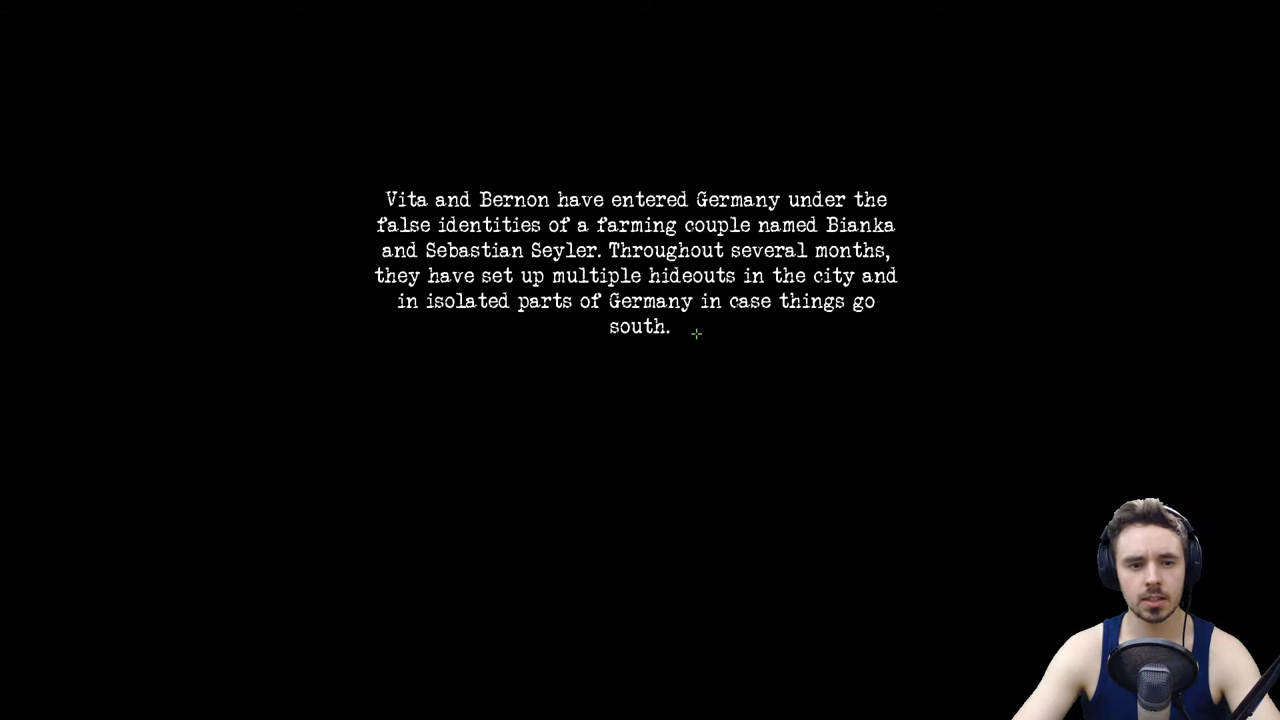 Vita and Bernon have entered Germany under the
false identities of a farming couple named Bianka
and Sebastian Seyler. Throughout several months,
they have set up multiple hideouts in the city and
in isolated parts of Germany in case things go
south.